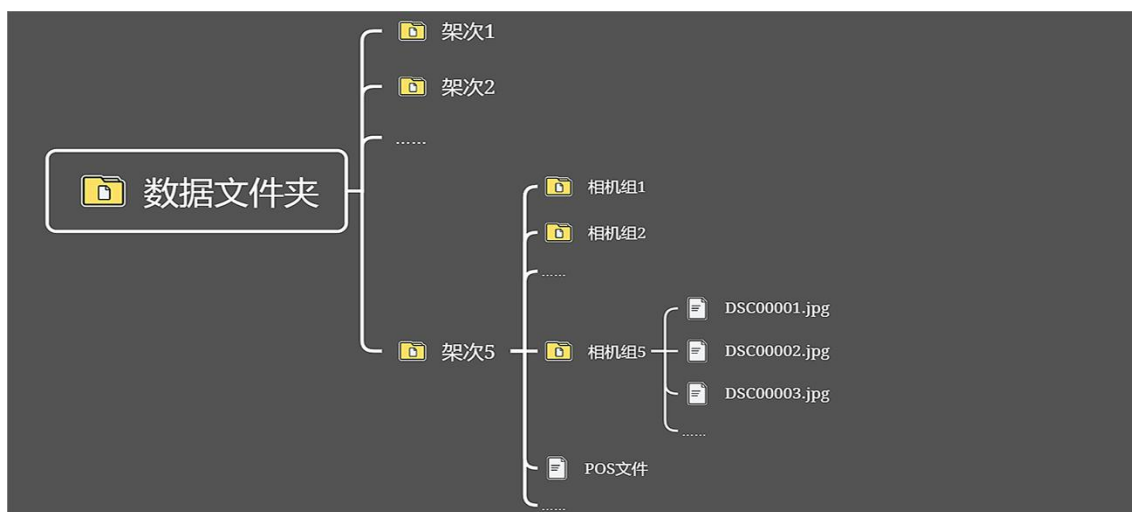 架次1
架次2
……
数据文件夹
相机组1
相机组2
……
DSC00001.jpg
架次5
相机组5
DSC00002.jpg
DSC00003.jpg
……
POS文件
……